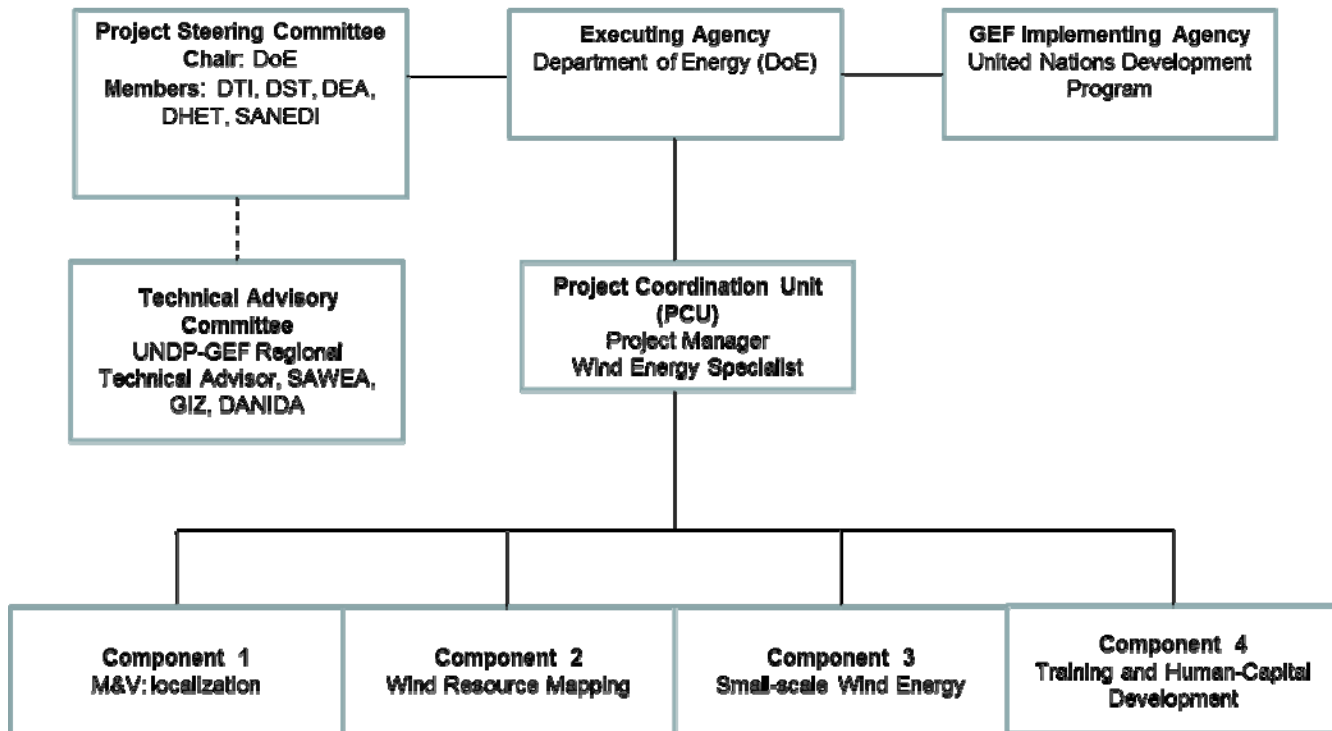 Project Steering Committee
Chair: DoE
Members: DTI, DST, DEA,
DHET, SANEDI
Executing Agency
Department of Energy (DoE)
GEF Implementing Agency
United Nations Development
Program
Technical Advisory
Committee
UNDP-GEF Regional
Technical Advisor, SAWEA,
GIZ, DANIDA
Project Coordination Unit
(PCU)
Project Manager
Wind Energy Specialist
Component 1
M&V: localization
Component 2
Wind Resource Mapping
Component 3
Small-scale Wind Energy
Component 4
Training and Human-Capital
Development